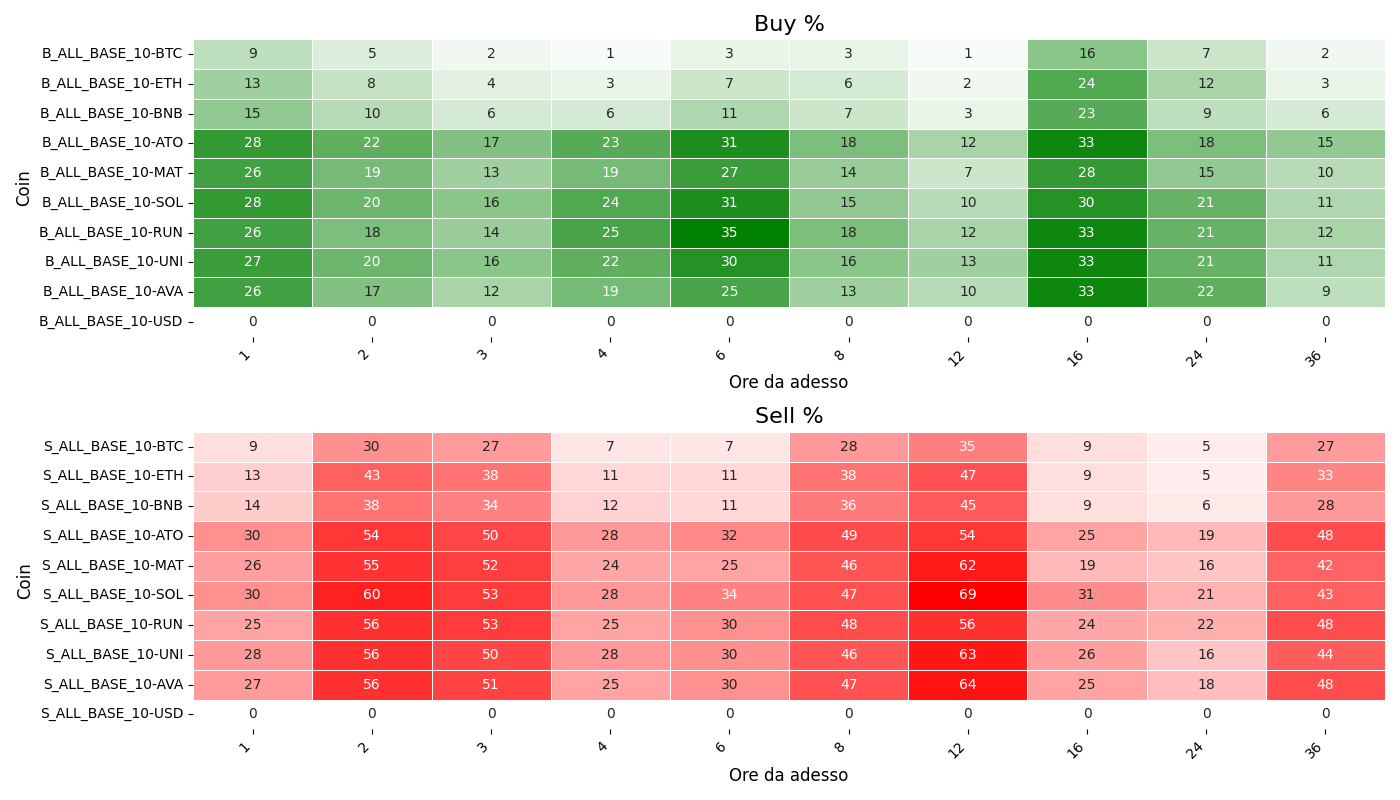 Buy %
Coin
B_ALL_BASE_10-BTC 9 5 2 1 3 3 1 16 7 2
B_ALL_BASE_10-ETH 13 8 4 3 7 6 2 24 12 3
B_ALL_BASE_10-BNB 15 10 6 6 11 7 3 23 9 6
B_ALL_BASE_10-ATO 28 22 17 23 31 18 12 33 18 15
B_ALL_BASE_10-MAT 26 19 13 19 27 14 7 28 15 10
B_ALL_BASE_10-SOL 28 20 16 24 31 15 10 30 21 11
B_ALL_BASE_10-RUN 26 18 14 25 35 18 12 33 21 12
B_ALL_BASE_10-UNI 27 20 16 22 30 16 13 33 21 11
B_ALL_BASE_10-AVA 26 17 12 19 25 13 10 33 22 9
B_ALL_BASE_10-USD 0 0 0 0 0 0 0 0 0 0
1 2 3 4 6 8 12 16 24 36
Ore da adesso
Sell %
Coin
S_ALL_BASE_10-BTC 9 30 27 7 7 28 35 9 5 27
S_ALL_BASE_10-ETH 13 43 38 11 11 38 47 9 5 33
S_ALL_BASE_10-BNB 14 38 34 12 11 36 45 9 6 28
S_ALL_BASE_10-ATO 30 54 50 28 32 49 54 25 19 48
S_ALL_BASE_10-MAT 26 55 52 24 25 46 62 19 16 42
S_ALL_BASE_10-SOL 30 60 53 28 34 47 69 31 21 43
S_ALL_BASE_10-RUN 25 56 53 25 30 48 56 24 22 48
S_ALL_BASE_10-UNI 28 56 50 28 30 46 63 26 16 44
S_ALL_BASE_10-AVA 27 56 51 25 30 47 64 25 18 48
S_ALL_BASE_10-USD 0 0 0 0 0 0 0 0 0 0
1 2 3 4 6 8 12 16 24 36
Ore da adesso